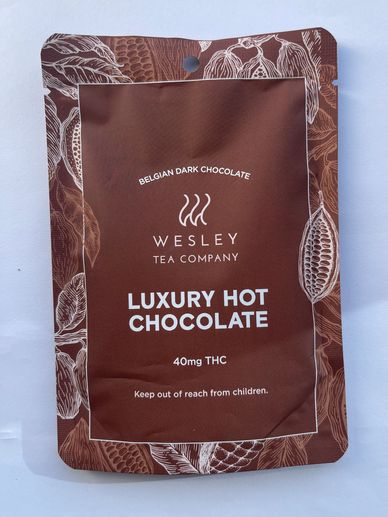 BELGIAN DARK CHOCOLATE
WESLEY
TEA COMPANY
LUXURY HOT
CHOCOLATE
40mg THC
Keep out of reach from children.